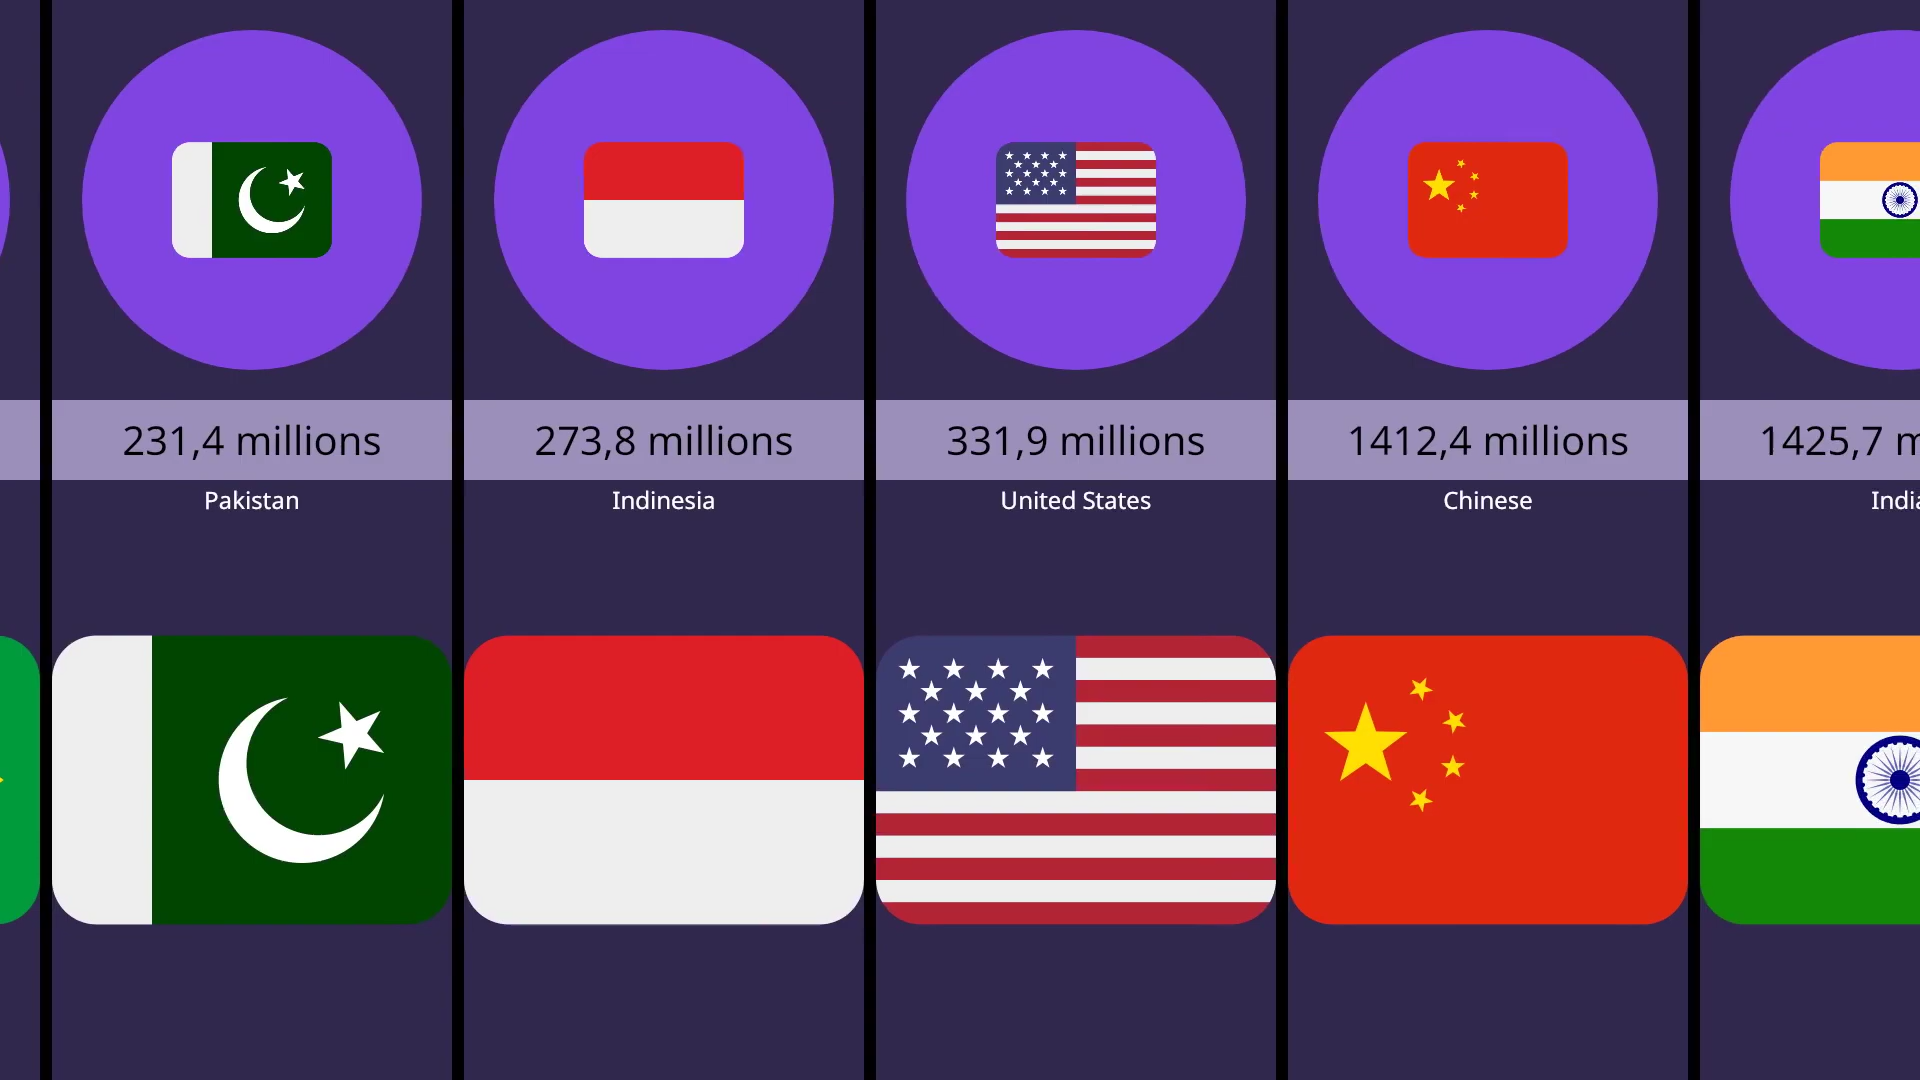 231,4 millions
Pakistan
273,8 millions
Indinesia
331,9 millions
United States
1412,4 millions
Chinese
1425,7 m
India